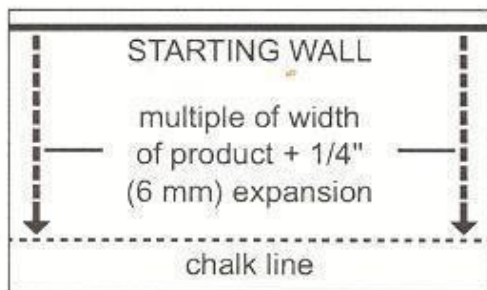 STARTING WALL
multiple of width
of product + 1/4"
(6 mm) expansion
chalk line